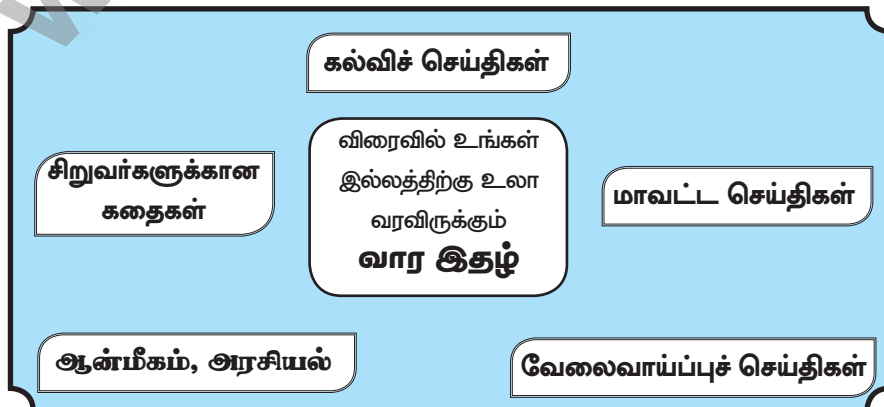 கல்விச் செய்திகள்
சிறுவர்களுக்கான
கதைகள்
விரைவில் உங்கள்
இல்லத்திற்கு உலா
வரவிருக்கும்
வார இதழ்
மாவட்ட செய்திகள்
ஆன்மீகம், அரசியல்
வேலைவாய்ப்புச் செய்திகள்